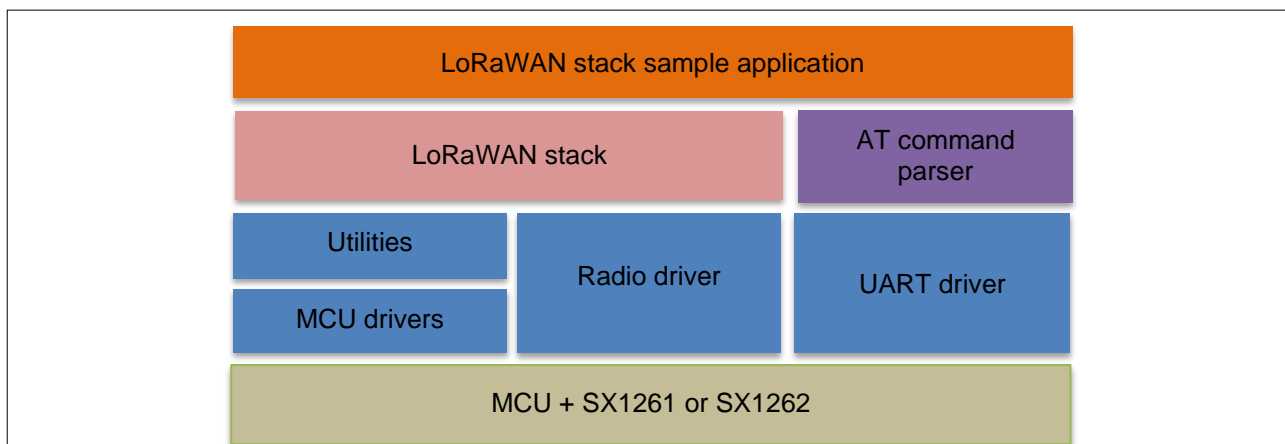 LoRaWAN stack sample application
LoRaWAN stack
AT command
parser
Utilities
Radio driver
UART driver
MCU drivers
MCU + SX1261 or SX1262